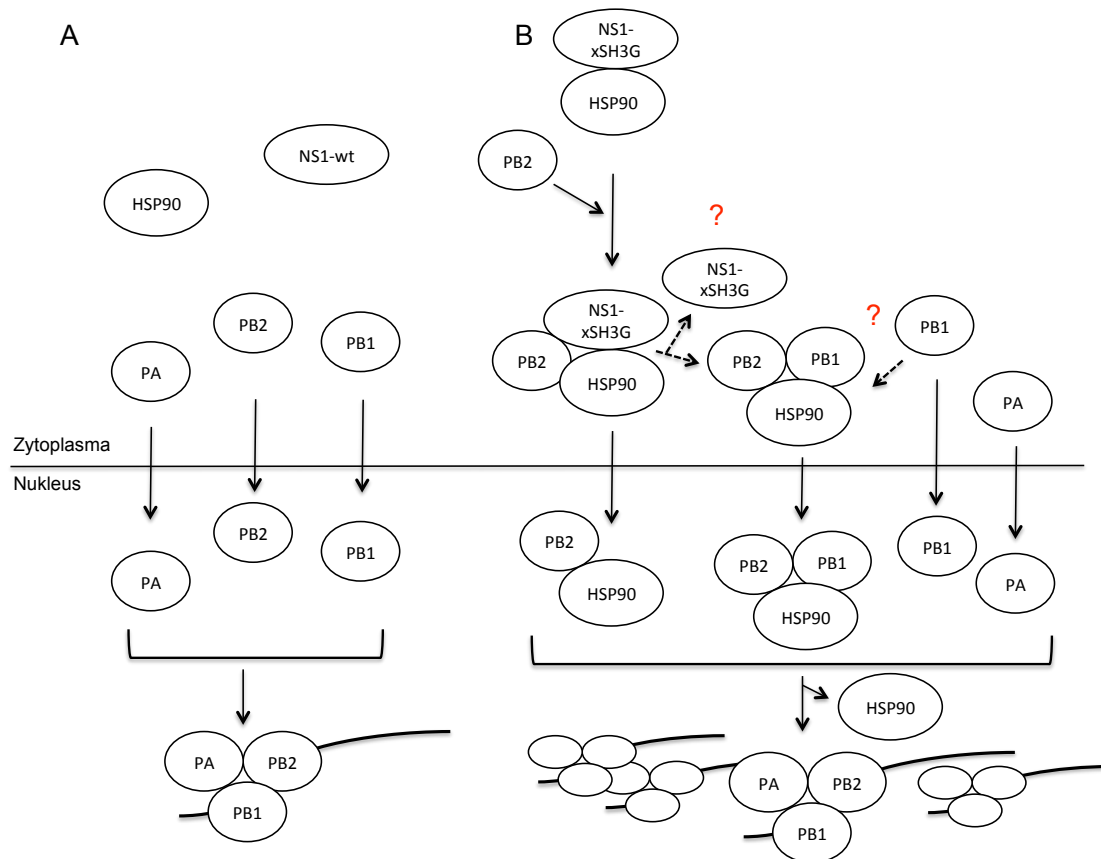 A
B
NS1-
xSH3G
HSP90
NS1-wt
HSP90
PB2
?
NS1-
xSH3G
?
PB2
PB1
PA
NS1-
xSH3G
PB2
HSP90
PB2
PB1
HSP90
PB1
PA
Zytoplasma
Nukleus
PA
PB2
PB1
PB2
HSP90
PB2
PB1
HSP90
PB1
PA
HSP90
PA
PB2
PB1
PA
PB2
PB1